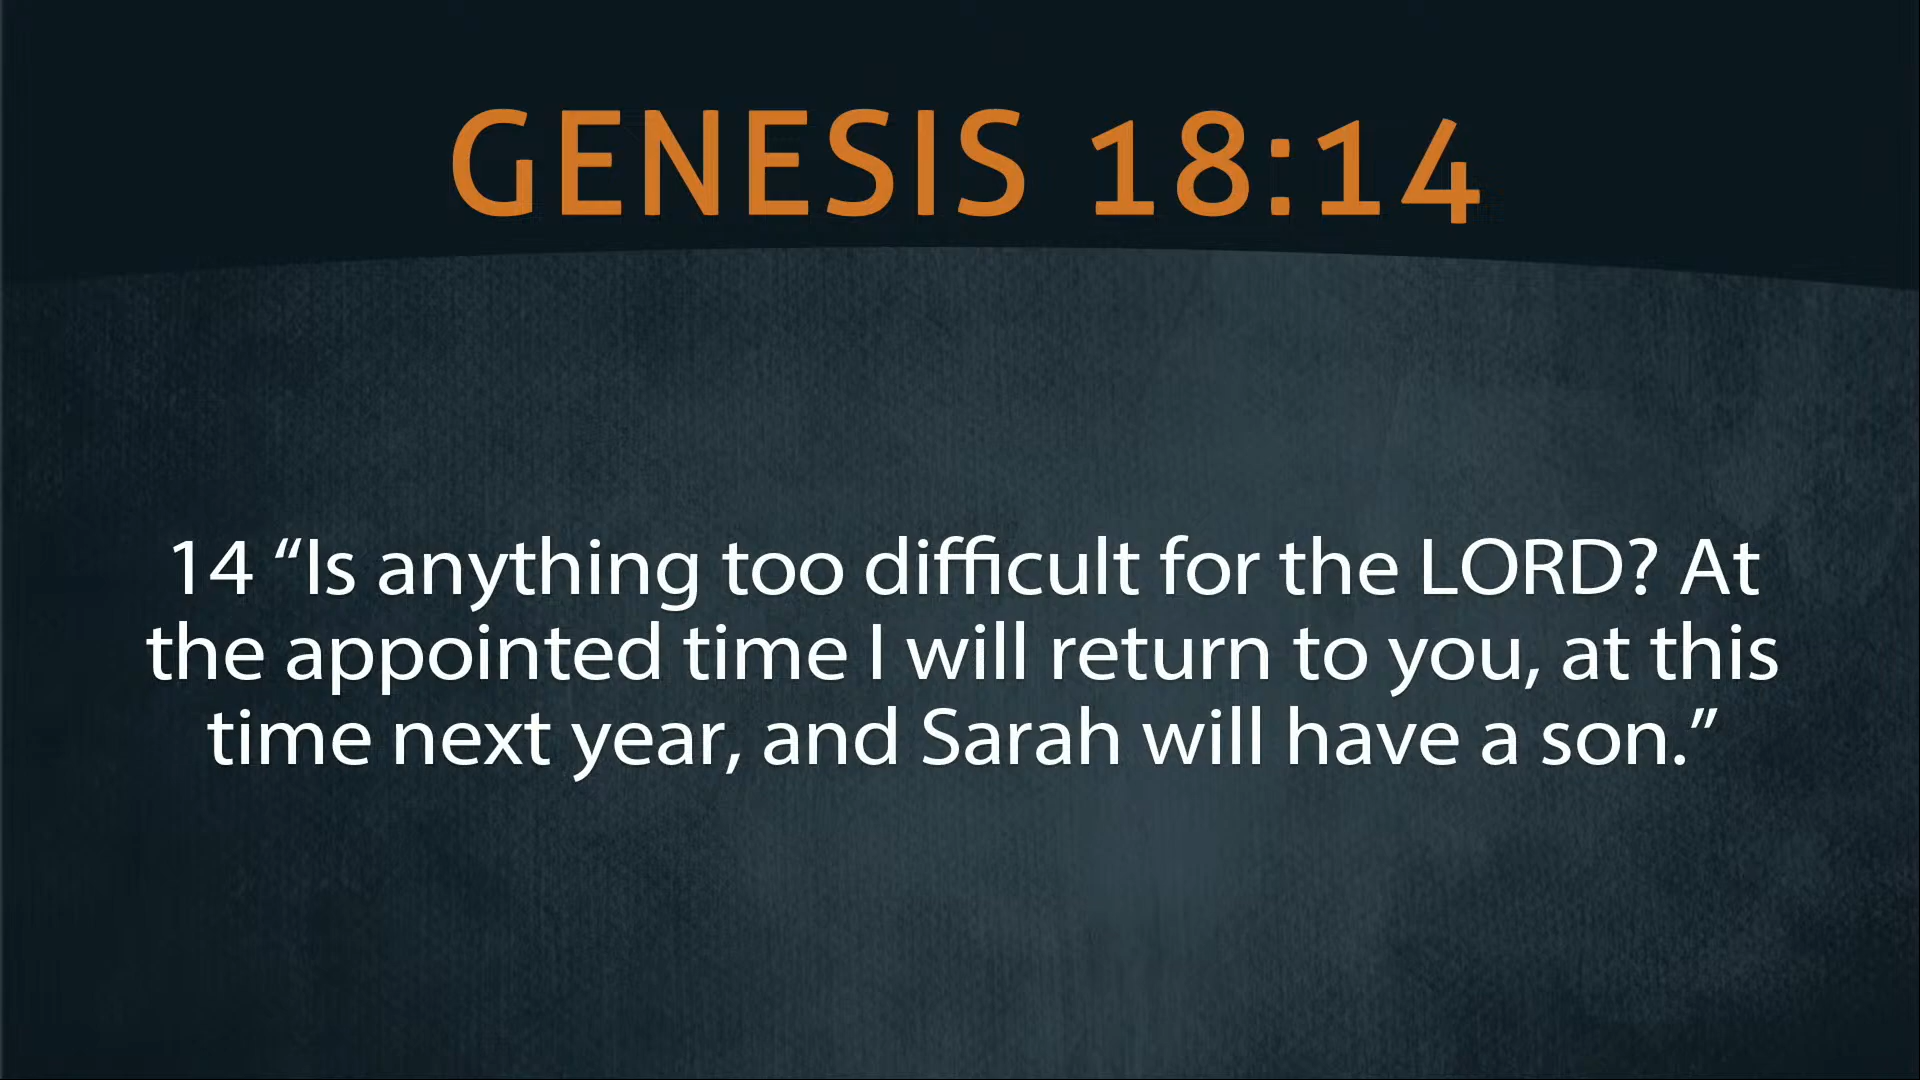 GENESIS 18:14
14 “Is anything too difficult for the LORD? At
the appointed time I will return to you, at this
time next year, and Sarah will have a son.”